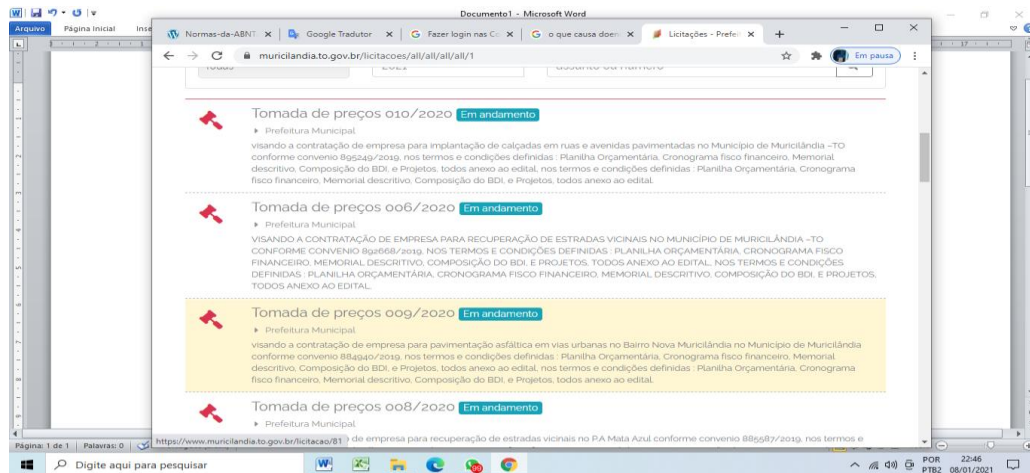 Documento1 - Microsoft Word
Arquivo
Página Inicial
Inse
Normas-da-ABNT
Google Tradutor
Fazer login nas Co
o que causa doen
Licitações - Prefei
muricilandia.to.gov.br/licitacoes/all/all/all/all/1
Em pausa
Todas
2021
assunto ou número
Tomada de preços 010/2020 Em andamento
Prefeitura Municipal
visando a contratação de empresa para implantação de calçadas em ruas e avenidas pavimentadas no Município de Muricilândia –TO
conforme convenio 895249/2019, nos termos e condições definidas : Planilha Orçamentária, Cronograma fisco financeiro, Memorial
descritivo, Composição do BDI, e Projetos, todos anexo ao edital, nos termos e condições definidas : Planilha Orçamentária, Cronograma
fisco financeiro, Memorial descritivo, Composição do BDI, e Projetos, todos anexo ao edital.
Tomada de preços 006/2020 Em andamento
Prefeitura Municipal
VISANDO A CONTRATAÇÃO DE EMPRESA PARA RECUPERAÇÃO DE ESTRADAS VICINAIS NO MUNICÍPIO DE MURICILÂNDIA –TO
CONFORME CONVENIO 892668/2019, NOS TERMOS E CONDIÇÕES DEFINIDAS : PLANILHA ORÇAMENTÁRIA, CRONOGRAMA FISCO
FINANCEIRO, MEMORIAL DESCRITIVO, COMPOSIÇÃO DO BDI, E PROJETOS, TODOS ANEXO AO EDITAL, NOS TERMOS E CONDIÇÕES
DEFINIDAS : PLANILHA ORÇAMENTÁRIA, CRONOGRAMA FISCO FINANCEIRO, MEMORIAL DESCRITIVO, COMPOSIÇÃO DO BDI, E PROJETOS,
TODOS ANEXO AO EDITAL.
Tomada de preços 009/2020 Em andamento
Prefeitura Municipal
visando a contratação de empresa para pavimentação asfáltica em vias urbanas no Bairro Nova Muricilândia no Município de Muricilândia
conforme convenio 884940/2019, nos termos e condições definidas : Planilha Orçamentária, Cronograma fisco financeiro, Memorial
descritivo, Composição do BDI, e Projetos, todos anexo ao edital, nos termos e condições definidas : Planilha Orçamentária, Cronograma
fisco financeiro, Memorial descritivo, Composição do BDI, e Projetos, todos anexo ao edital.
Tomada de preços 008/2020 Em andamento
Prefeitura Municipal
de empresa para recuperação de estradas vicinais no P.A Mata Azul conforme convenio 885587/2019, nos termos e
https://www.muricilandia.to.gov.br/licitacao/81
Página: 1 de 1
Palavras: 0
Digite aqui para pesquisar
POR
PTB2
22:46
08/01/2021